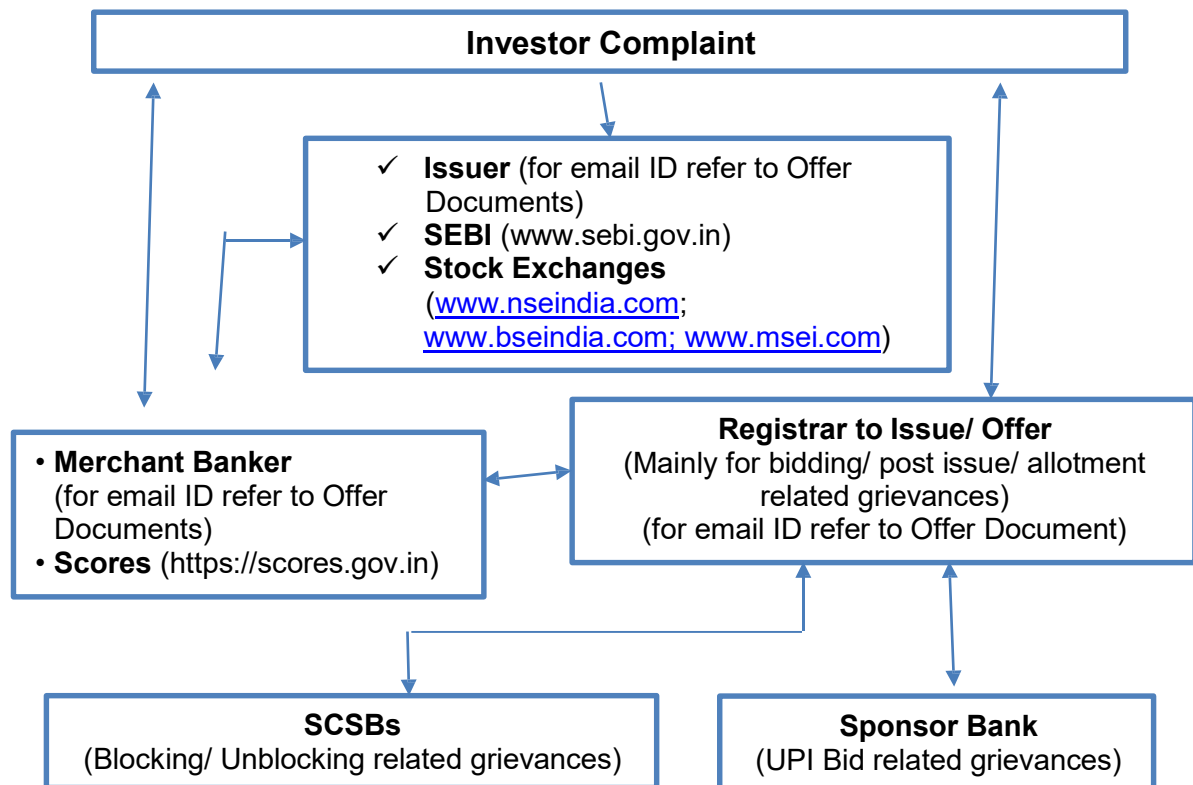 Investor Complaint
✓ Issuer (for email ID refer to Offer
Documents)
✓ SEBI (www.sebi.gov.in)
✓ Stock Exchanges
(www.nseindia.com;
www.bseindia.com; www.msei.com)
• Merchant Banker
(for email ID refer to Offer
Documents)
• Scores (https://scores.gov.in)
Registrar to Issue/ Offer
(Mainly for bidding/ post issue/ allotment
related grievances)
(for email ID refer to Offer Document)
SCSBs
(Blocking/ Unblocking related grievances)
Sponsor Bank
(UPI Bid related grievances)